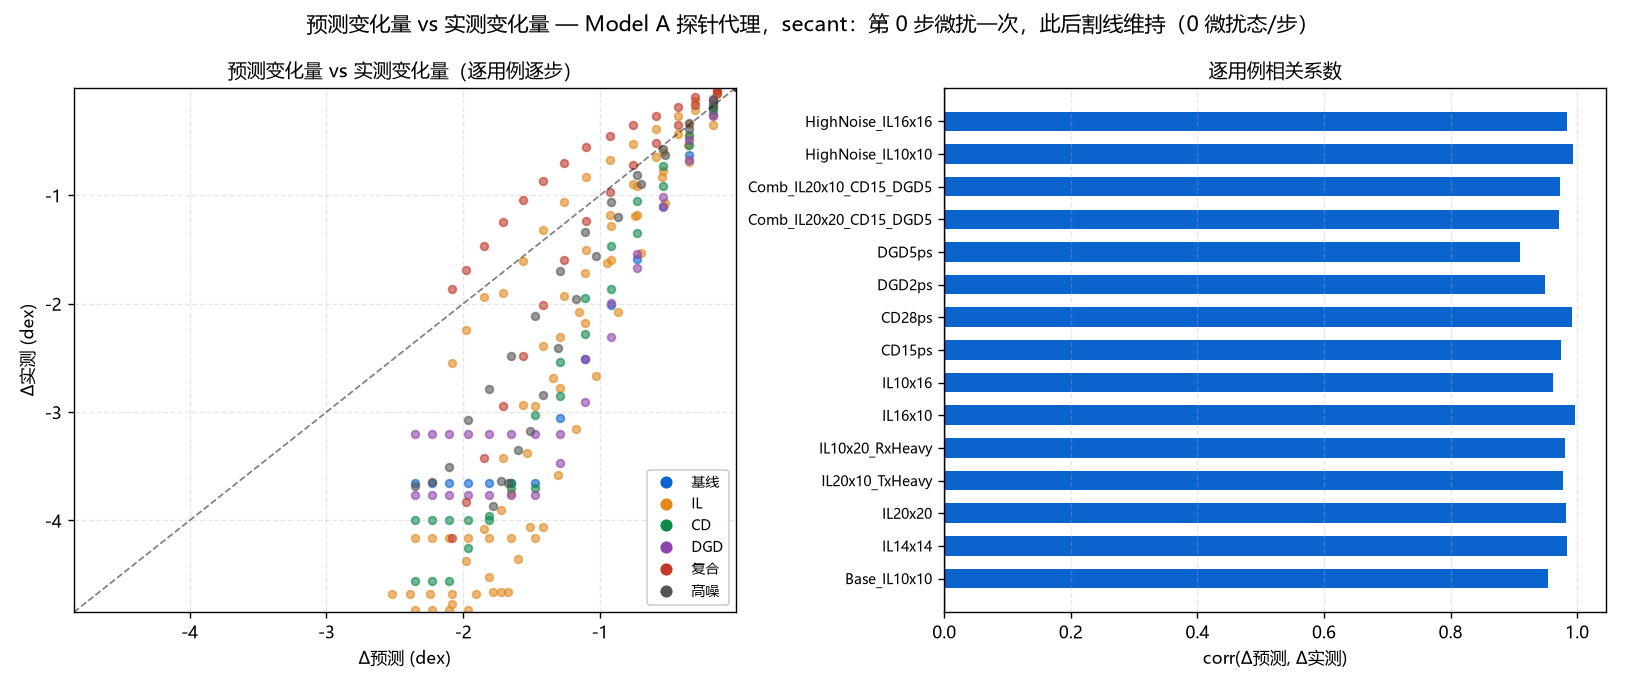 预测变化量 vs 实测变化量 — Model A 探针代理，secant：第 0 步微扰一次，此后割线维持（0 微扰态/步）
预测变化量 vs 实测变化量（逐用例逐步）
Δ实测 (dex)
-1
-2
-3
-4
-4
-3
-2
-1
Δ预测 (dex)
基线
IL
CD
DGD
复合
高噪
逐用例相关系数
HighNoise_IL16x16
HighNoise_IL10x10
Comb_IL20x10_CD15_DGD5
Comb_IL20x20_CD15_DGD5
DGD5ps
DGD2ps
CD28ps
CD15ps
IL10x16
IL16x10
IL10x20_RxHeavy
IL20x10_TxHeavy
IL20x20
IL14x14
Base_IL10x10
0.0
0.2
0.4
0.6
0.8
1.0
corr(Δ预测, Δ实测)